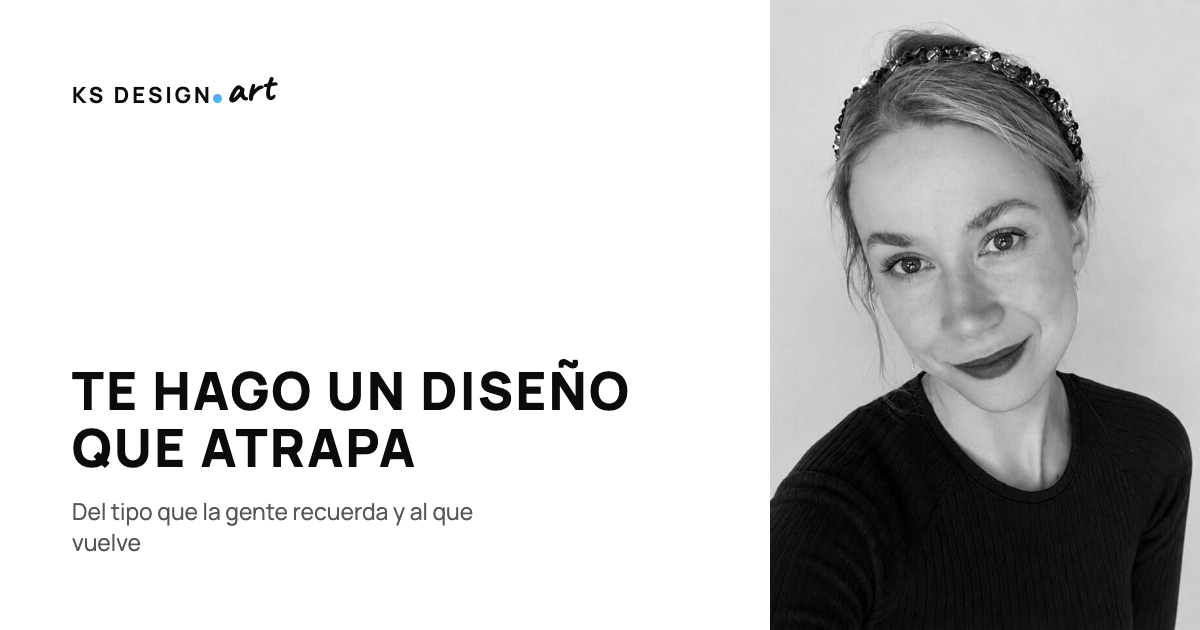 KS DESIGN.art
TE HAGO UN DISEÑO
QUE ATRAPA
Del tipo que la gente recuerda y al que
vuelve